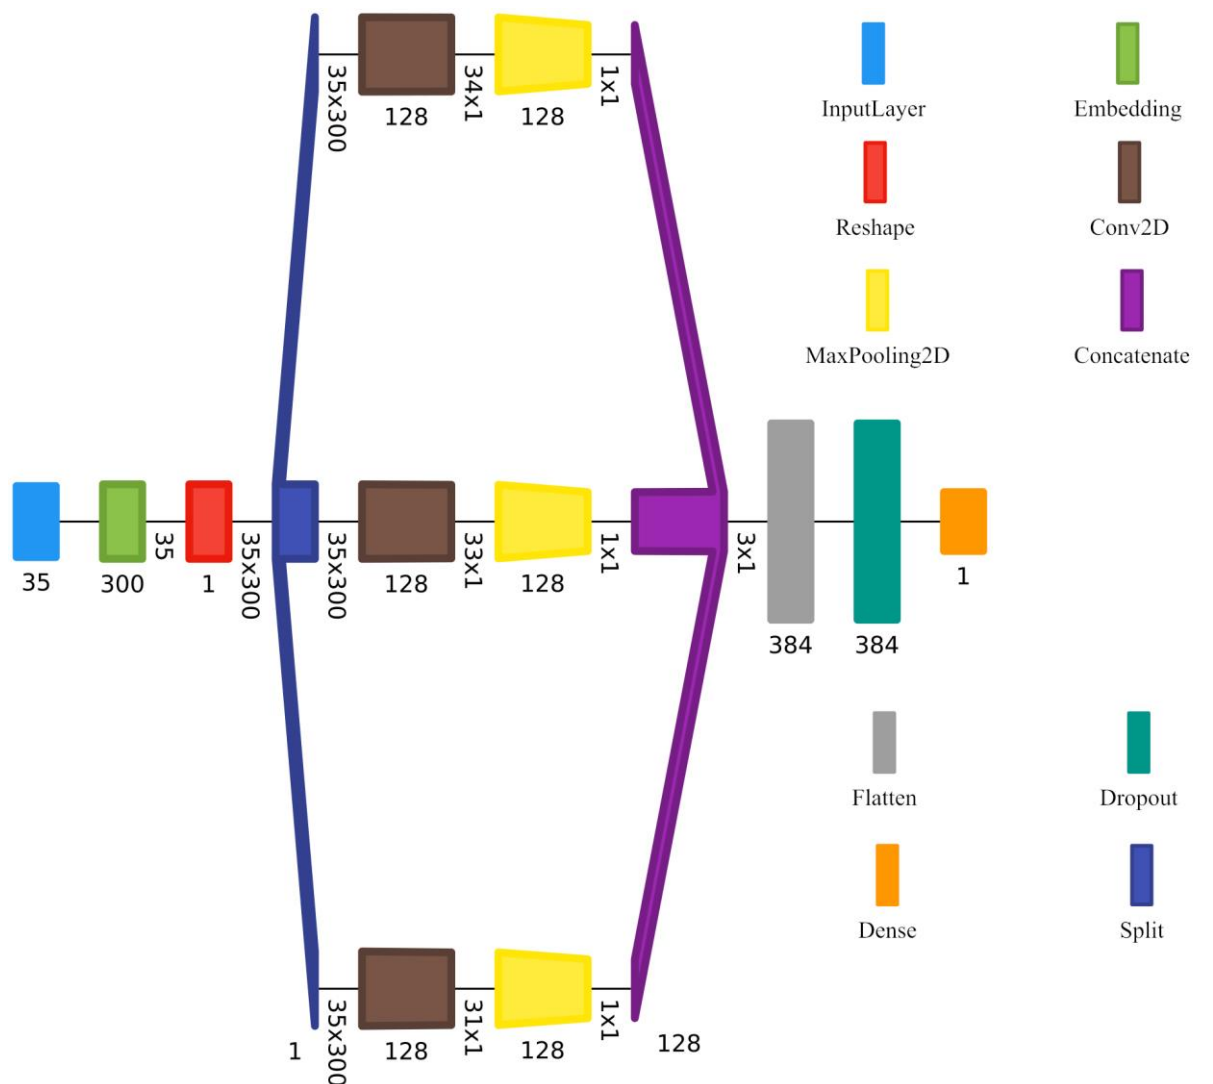 35x300
128
34x1
128
1x1
InputLayer
Embedding
Reshape
Conv2D
MaxPooling2D
Concatenate
35
300
35
1
35x300
35x300
128
33x1
128
1x1
3x1
384
384
1
Flatten
Dropout
Dense
Split
1
35x300
128
31x1
128
1x1
128